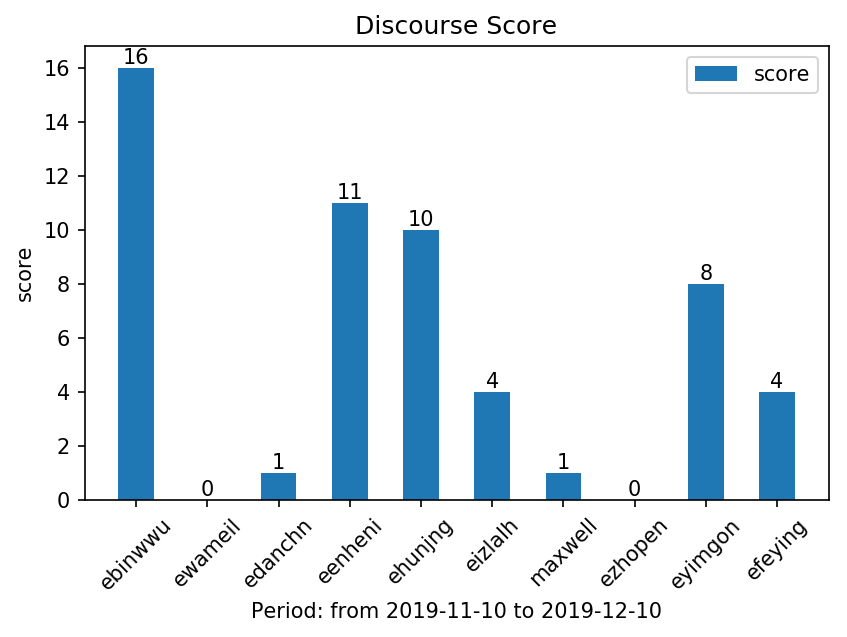 Discourse Score
score
16
14
12
10
8
6
4
2
0
score
16
0
1
11
10
4
1
0
8
4
ebinwwu
ewameil
edanchn
eenheni
ehunjng
eizlalh
maxwell
ezhopen
eyimgon
efeying
Period: from 2019-11-10 to 2019-12-10